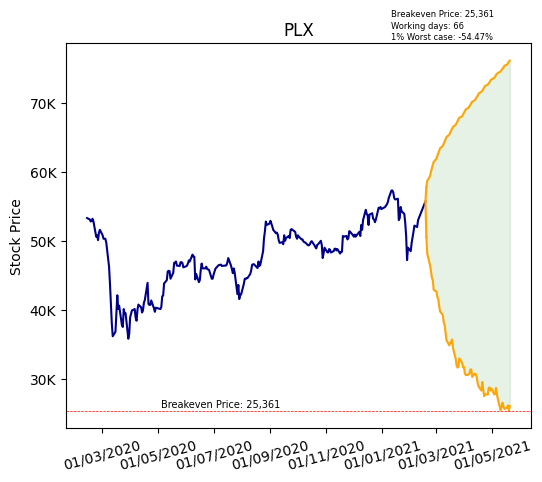 Breakeven Price: 25,361
Working days: 66
1% Worst case: -54.47%
PLX
Stock Price
70K
60K
50K
40K
30K
Breakeven Price: 25,361
01/03/2020
01/05/2020
01/07/2020
01/09/2020
01/11/2020
01/01/2021
01/03/2021
01/05/2021